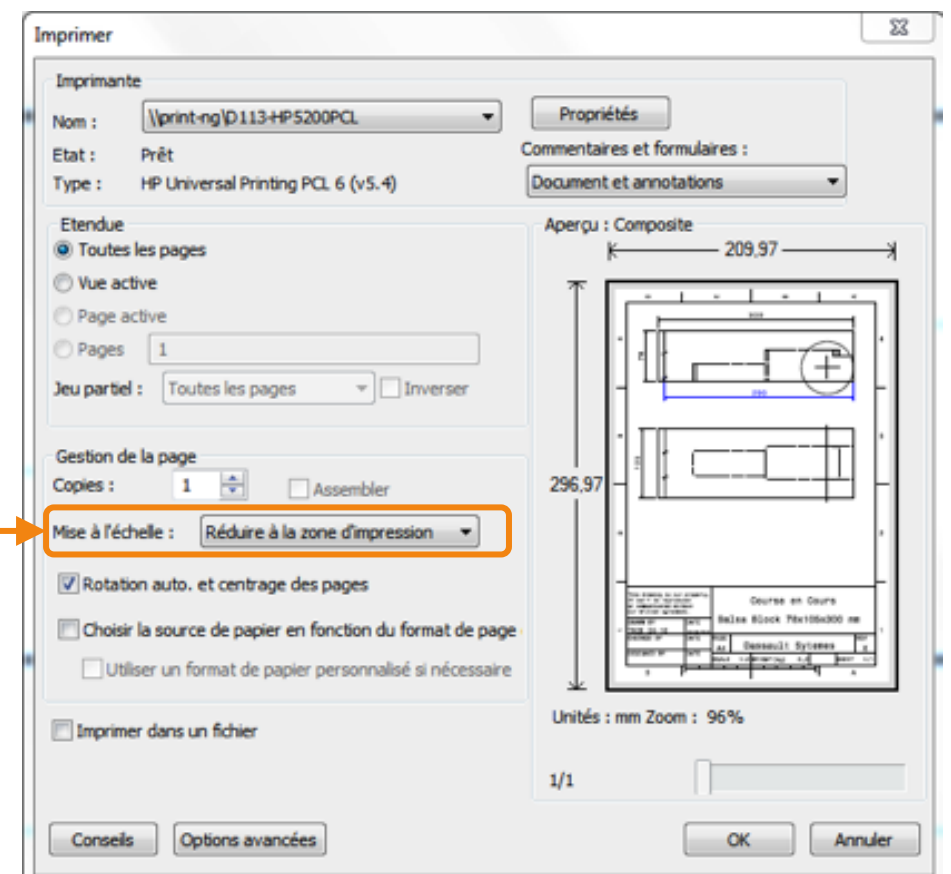 Imprimer
Imprimante
Nom : \\print-ng\D113-HP5200PCL Propriétés
Etat : Prêt Commentaires et formulaires :
Type : HP Universal Printing PCL 6 (v5.4) Document et annotations
Etendue
Toutes les pages
Vue active
Page active
Pages 1
Jeu partiel : Toutes les pages Inverser
Gestion de la page
Copies : 1 Assembler
Mise à l'échelle : Réduire à la zone d'impression
Rotation auto. et centrage des pages
Choisir la source de papier en fonction du format de page
Utiliser un format de papier personnalisé si nécessaire
Imprimer dans un fichier
Aperçu : Composite
209,97
296,97
Course en Cours
Balsa Block 76x105x300 mm
Dassault Sytemes
Unités : mm Zoom : 96%
1/1
Conseils Options avancées OK Annuler